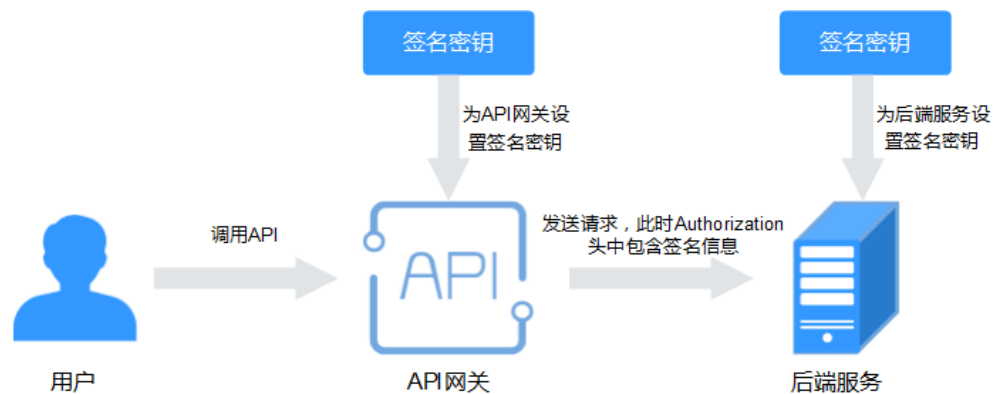 签名密钥
签名密钥
为API网关设
置签名密钥
为后端服务设
置签名密钥
调用API
发送请求，此时Authorization
头中包含签名信息
API
用户
API网关
后端服务